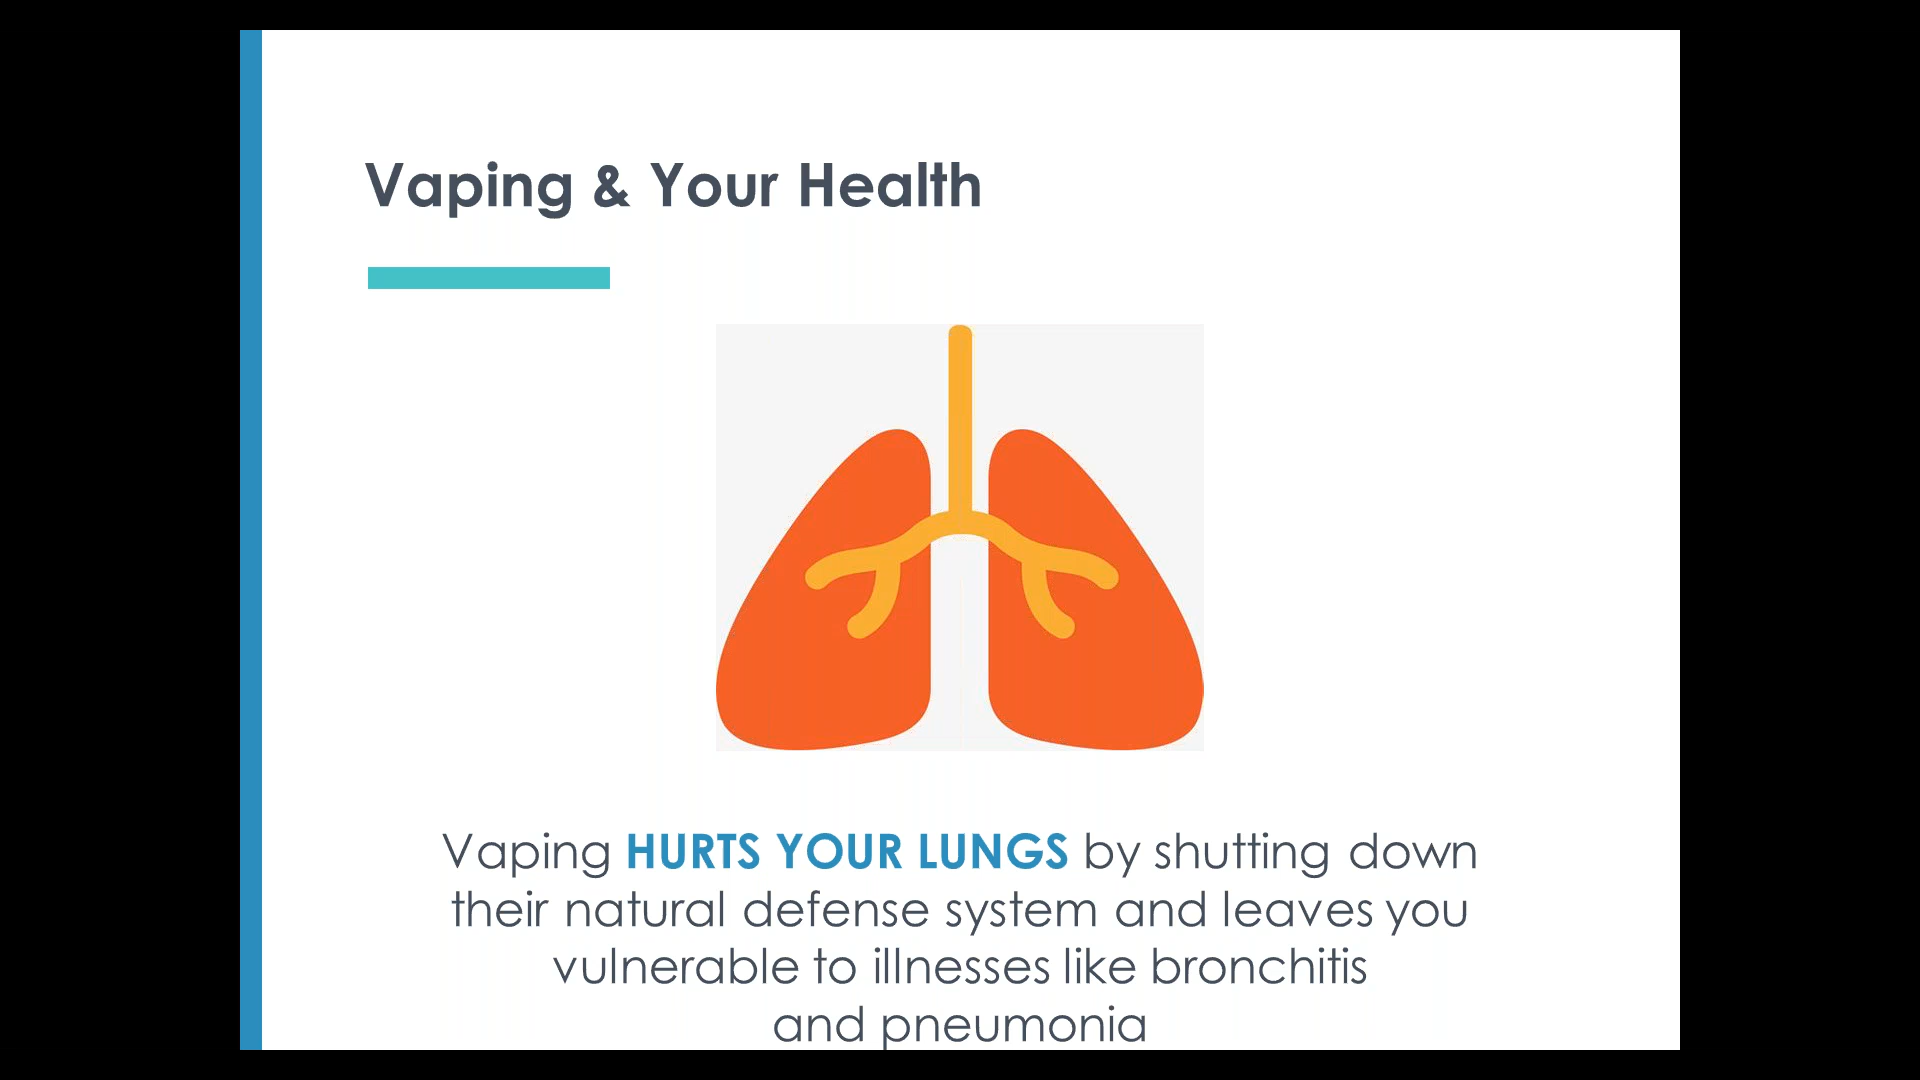 Vaping & Your Health
Vaping HURTS YOUR LUNGS by shutting down
their natural defense system and leaves you
vulnerable to illnesses like bronchitis
and pneumonia